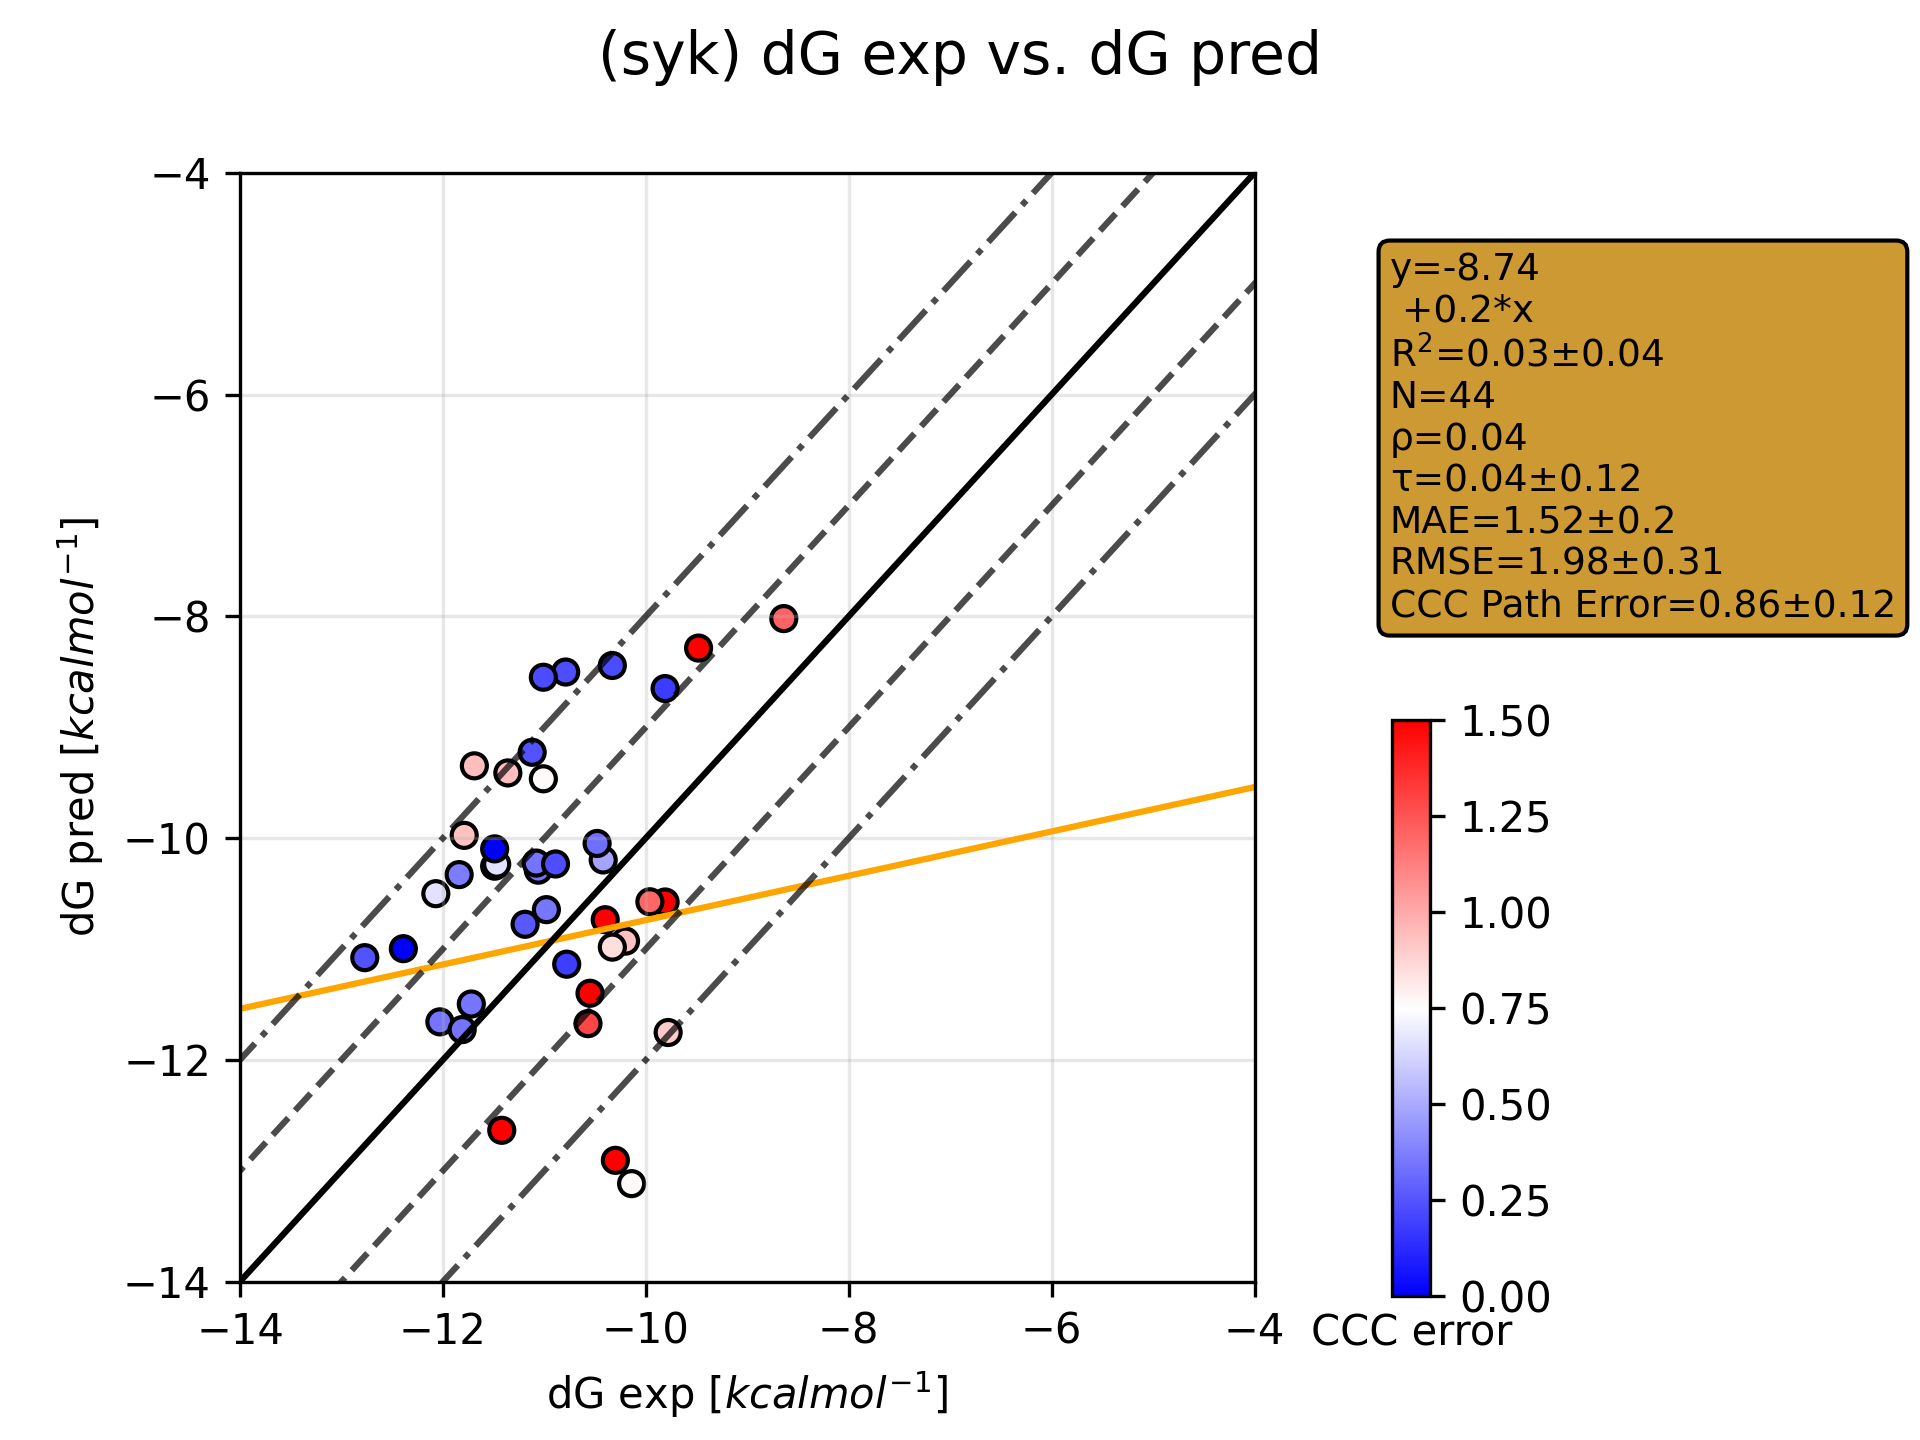 (syk) dG exp vs. dG pred
−4
−6
−8
−10
−12
−14
dG pred [kcalmol⁻¹]
−14
−12
−10
−8
−6
−4
dG exp [kcalmol⁻¹]
y=-8.74
+0.2*x
R²=0.03±0.04
N=44
ρ=0.04
τ=0.04±0.12
MAE=1.52±0.2
RMSE=1.98±0.31
CCC Path Error=0.86±0.12
1.50
1.25
1.00
0.75
0.50
0.25
0.00
CCC error